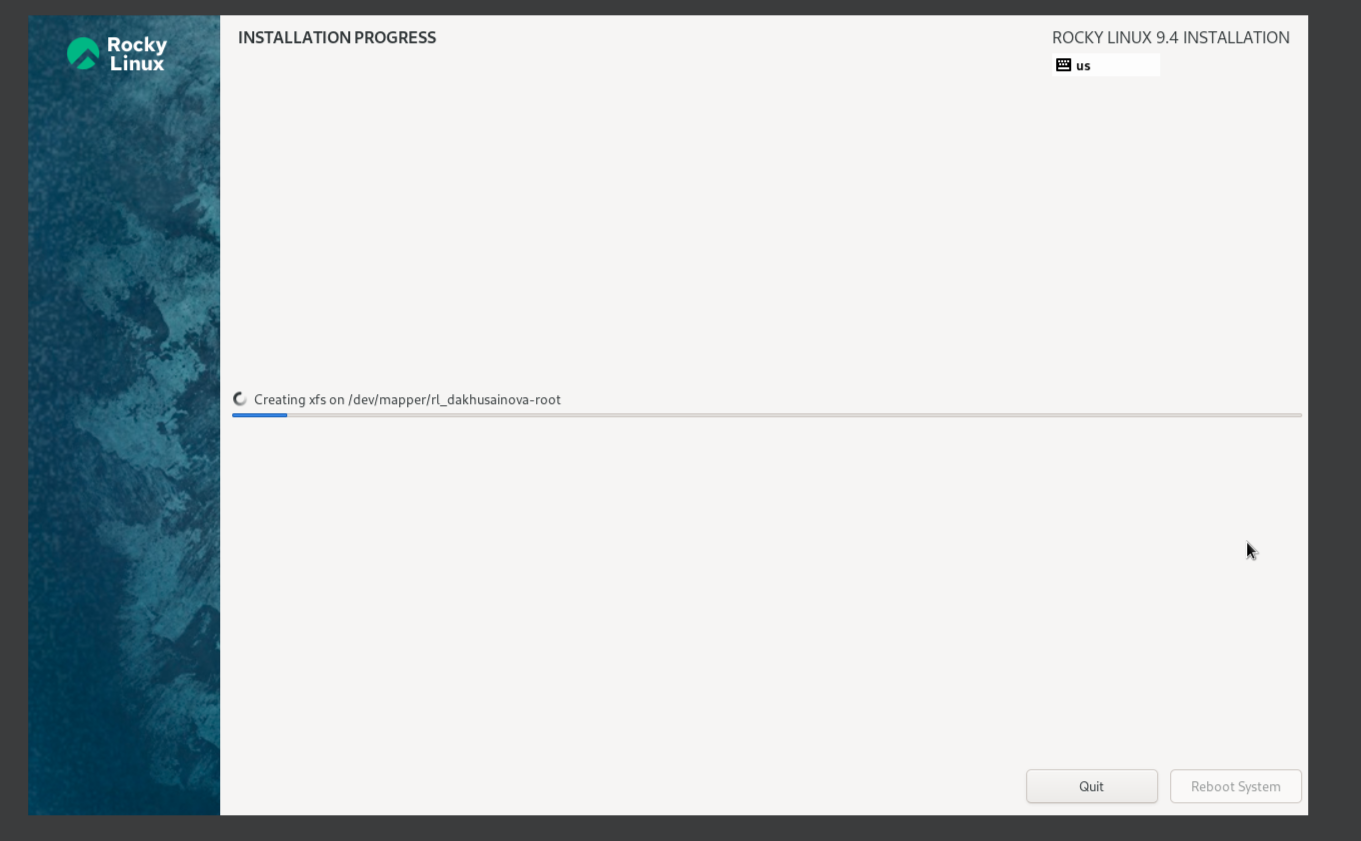 Rocky
Linux
INSTALLATION PROGRESS
ROCKY LINUX 9.4 INSTALLATION
us
Creating xfs on /dev/mapper/rl_dakhusainova-root
Quit
Reboot System